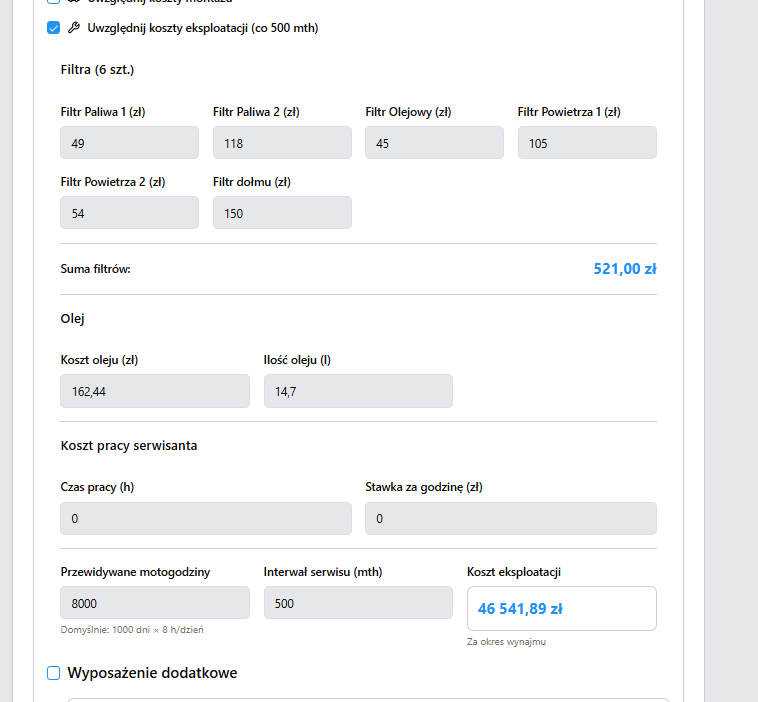 Uwzględnij koszty montażu
Uwzględnij koszty eksploatacji (co 500 mth)
Filtra (6 szt.)
Filtr Paliwa 1 (zł) Filtr Paliwa 2 (zł) Filtr Olejowy (zł) Filtr Powietrza 1 (zł)
49 118 45 105
Filtr Powietrza 2 (zł) Filtr dołmu (zł)
54 150
Suma filtrów: 521,00 zł
Olej
Koszt oleju (zł) Ilość oleju (l)
162,44 14,7
Koszt pracy serwisanta
Czas pracy (h) Stawka za godzinę (zł)
0 0
Przewidywane motogodziny Interwał serwisu (mth) Koszt eksploatacji
8000 500 46 541,89 zł
Domyślnie: 1000 dni × 8 h/dzień
Za okres wynajmu
Wyposażenie dodatkowe